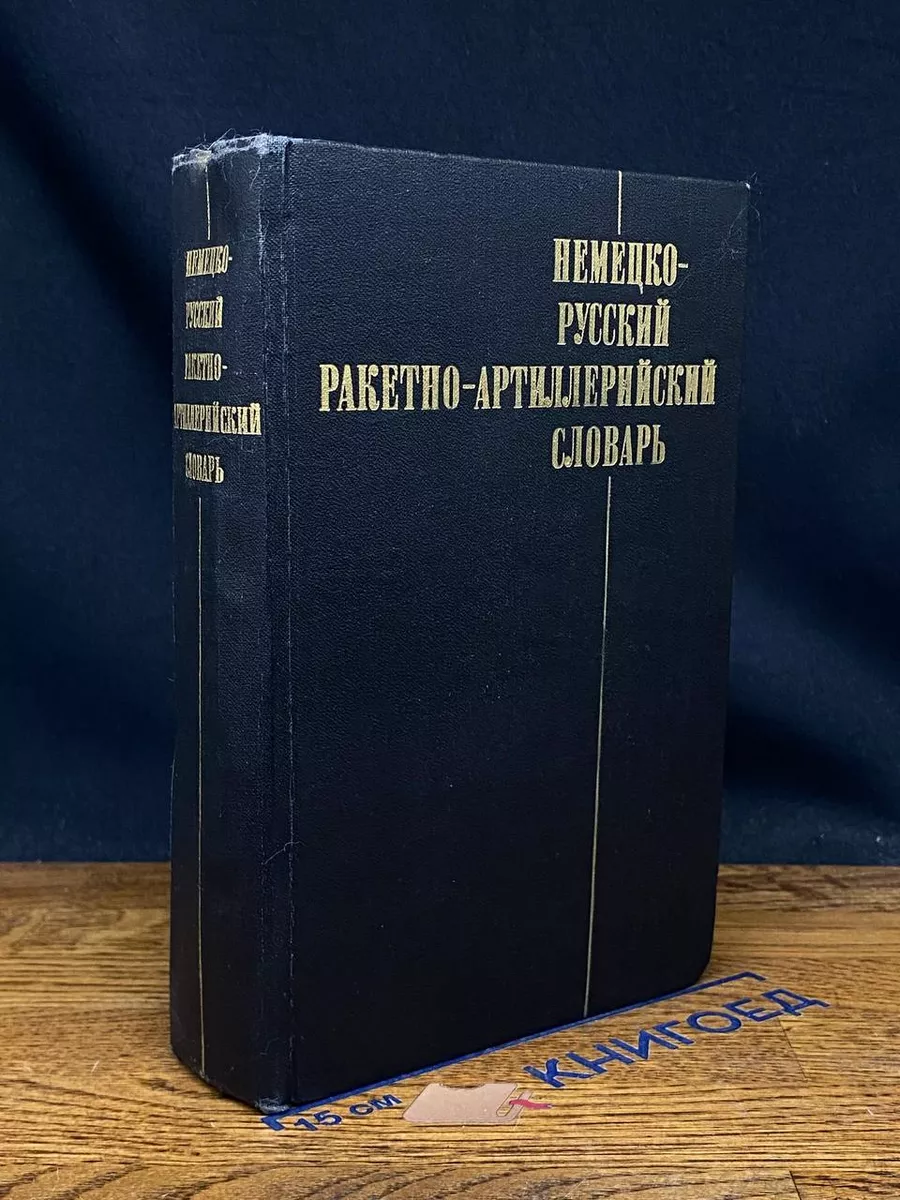 НЕМЕЦКО-
РУССКИЙ
РАКЕТНО-
АРТИЛЛЕРИЙСКИЙ
СЛОВАРЬ
НЕМЕЦКО-
РУССКИЙ
РАКЕТНО-АРТИЛЛЕРИЙСКИЙ
СЛОВАРЬ
КНИГОЕД
15 см